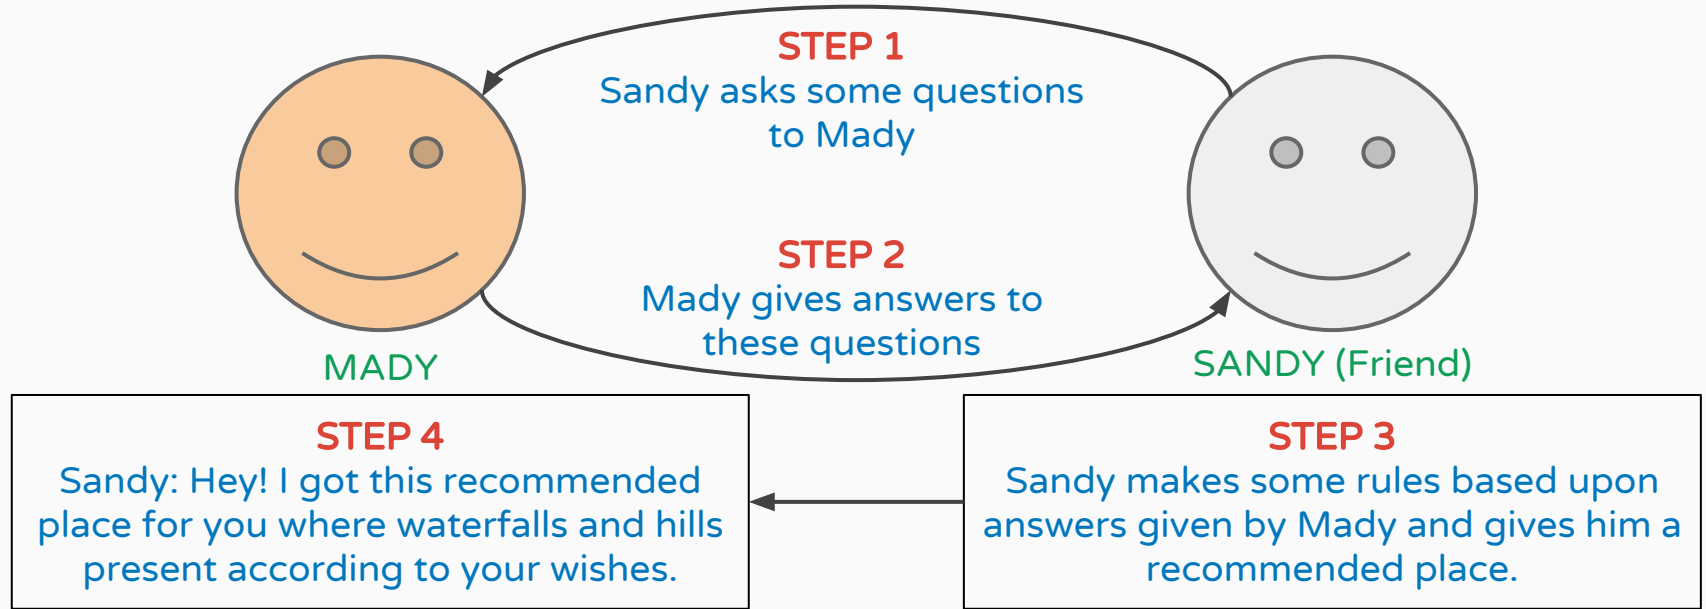 STEP 1
Sandy asks some questions
to Mady
STEP 2
Mady gives answers to
these questions
MADY
SANDY (Friend)
STEP 4
Sandy: Hey! I got this recommended
place for you where waterfalls and hills
present according to your wishes.
STEP 3
Sandy makes some rules based upon
answers given by Mady and gives him a
recommended place.